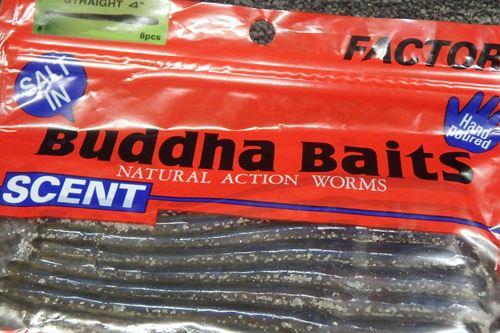 STRAIGHT 4"
8pcs
FACTOR
SALT
IN
Hand
Poured
Buddha Baits
NATURAL ACTION WORMS
SCENT